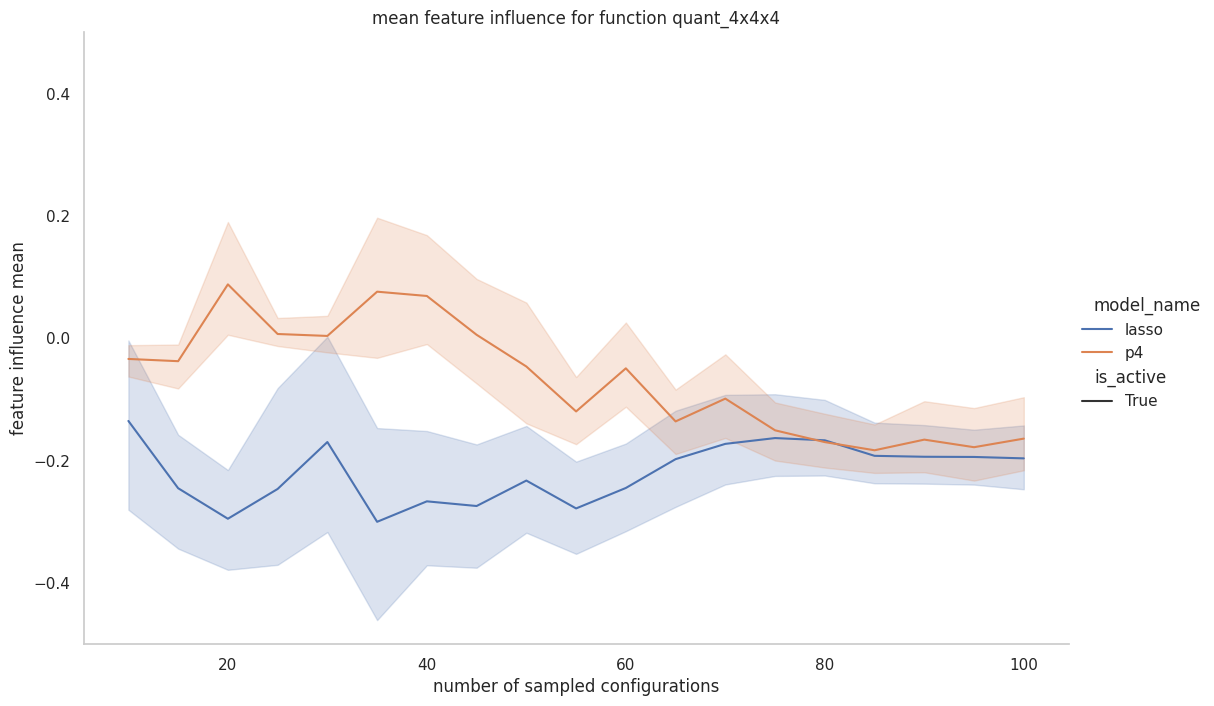 mean feature influence for function quant_4x4x4
feature influence mean
0.4
0.2
0.0
−0.2
−0.4
20
40
60
80
100
number of sampled configurations
model_name
lasso
p4
is_active
True